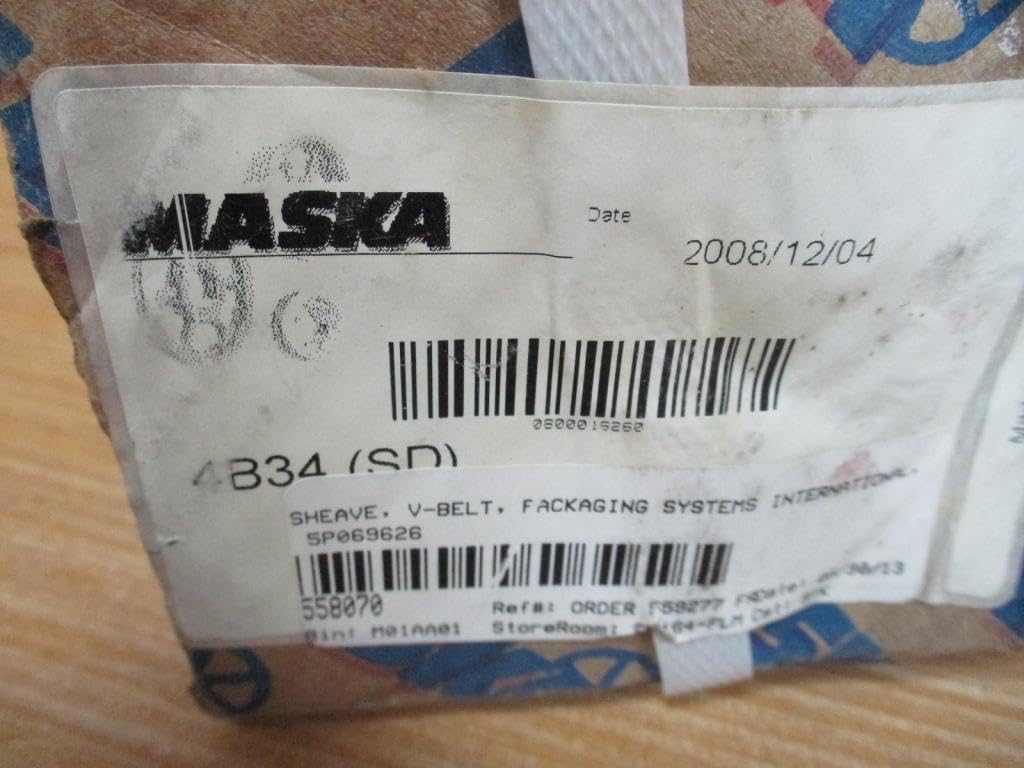 MASKA
Date
2008/12/04
0800016260
4B34 (SD)
SHEAVE, V-BELT, PACKAGING SYSTEMS INTERNATIONAL,
5P069626
558070
Ref#: ORDER F59277
Bin: M01AA01 StoreRoom: